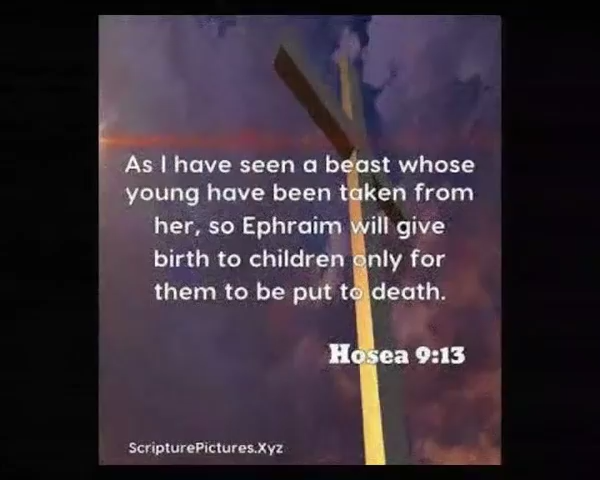 As I have seen a beast whose
young have been taken from
her, so Ephraim will give
birth to children only for
them to be put to death.
Hosea 9:13
ScripturePictures.Xyz